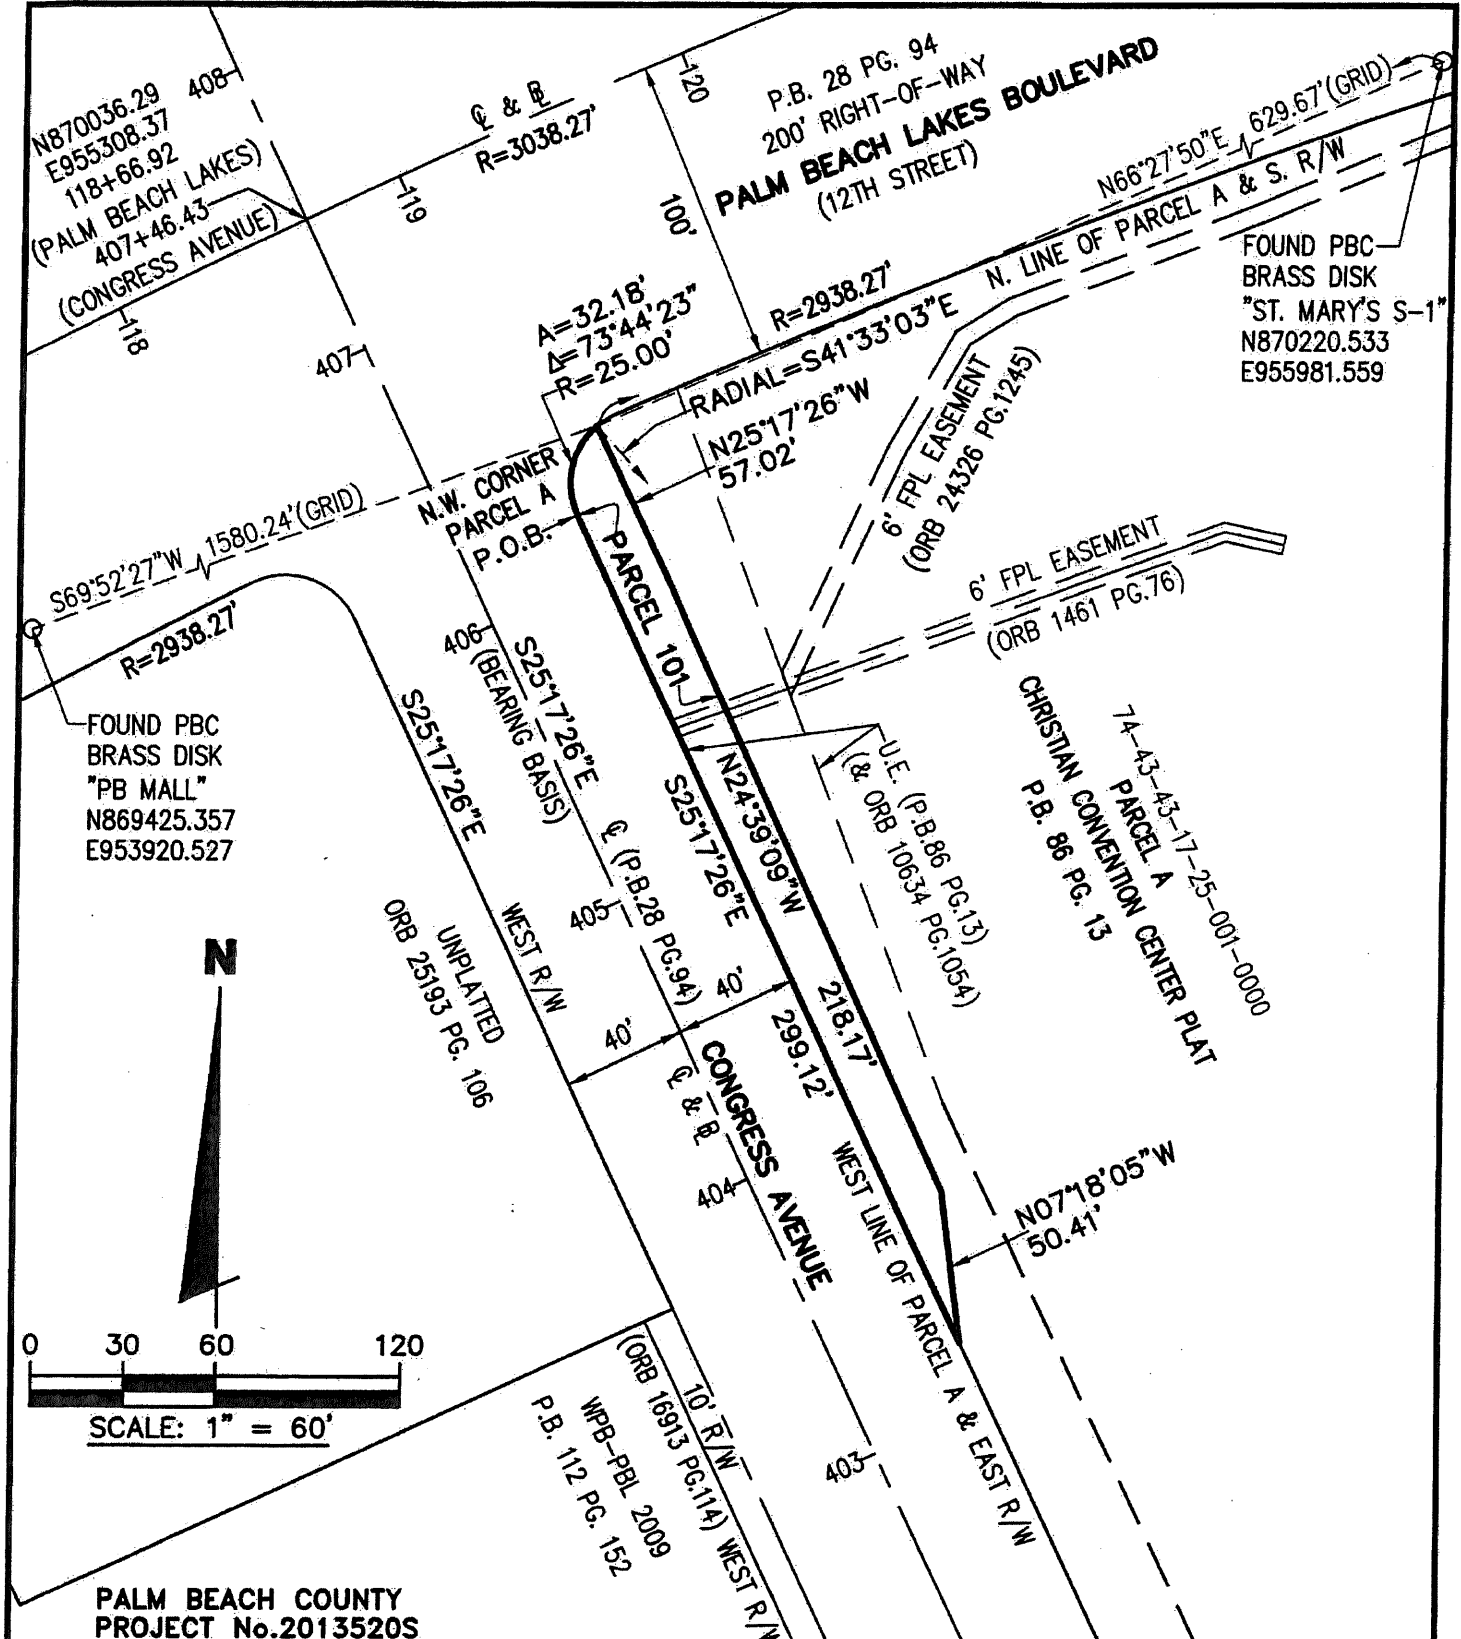 N870036.29
E955308.37
118+66.92
(PALM BEACH LAKES)
407+46.43
(CONGRESS AVENUE)
408
℄ & B̲L
R=3038.27'
120
119
118
407
P.B. 28 PG. 94
200' RIGHT-OF-WAY
PALM BEACH LAKES BOULEVARD
(12TH STREET)
100'
N66°27'50"E 629.67'(GRID)
N. LINE OF PARCEL A & S. R/W
R=2938.27'
FOUND PBC
BRASS DISK
"ST. MARY'S S-1"
N870220.533
E955981.559
A=32.18'
Δ=73°44'23"
R=25.00'
RADIAL=S41°33'03"E
N25°17'26"W
57.02'
6' FPL EASEMENT
(ORB 24326 PG.1245)
N.W. CORNER
PARCEL A
P.O.B.
S69°52'27"W 1580.24'(GRID)
R=2938.27'
FOUND PBC
BRASS DISK
"PB MALL"
N869425.357
E953920.527
PARCEL 101
6' FPL EASEMENT
(ORB 1461 PG.76)
406
S25°17'26"E
(BEARING BASIS)
S25°17'26"E
℄ (P.B.28 PG.94)
405
N24°39'09"W
218.17'
S25°17'26"E
299.12'
U.E. (P.B.86 PG.13)
(& ORB 10634 PG.1054)
74-43-43-17-25-001-0000
PARCEL A
CHRISTIAN CONVENTION CENTER PLAT
P.B. 86 PG. 13
WEST R/W
UNPLATTED
ORB 25193 PG. 106
N
40'
40'
CONGRESS AVENUE
℄ & B̲L
404
WEST LINE OF PARCEL A & EAST R/W
N07°18'05"W
50.41'
403
0 30 60 120
SCALE: 1" = 60'
10' R/W
(ORB 16913 PG.114) WEST R/W
WPB-PBL 2009
P.B. 112 PG. 152
PALM BEACH COUNTY
PROJECT No.2013520S